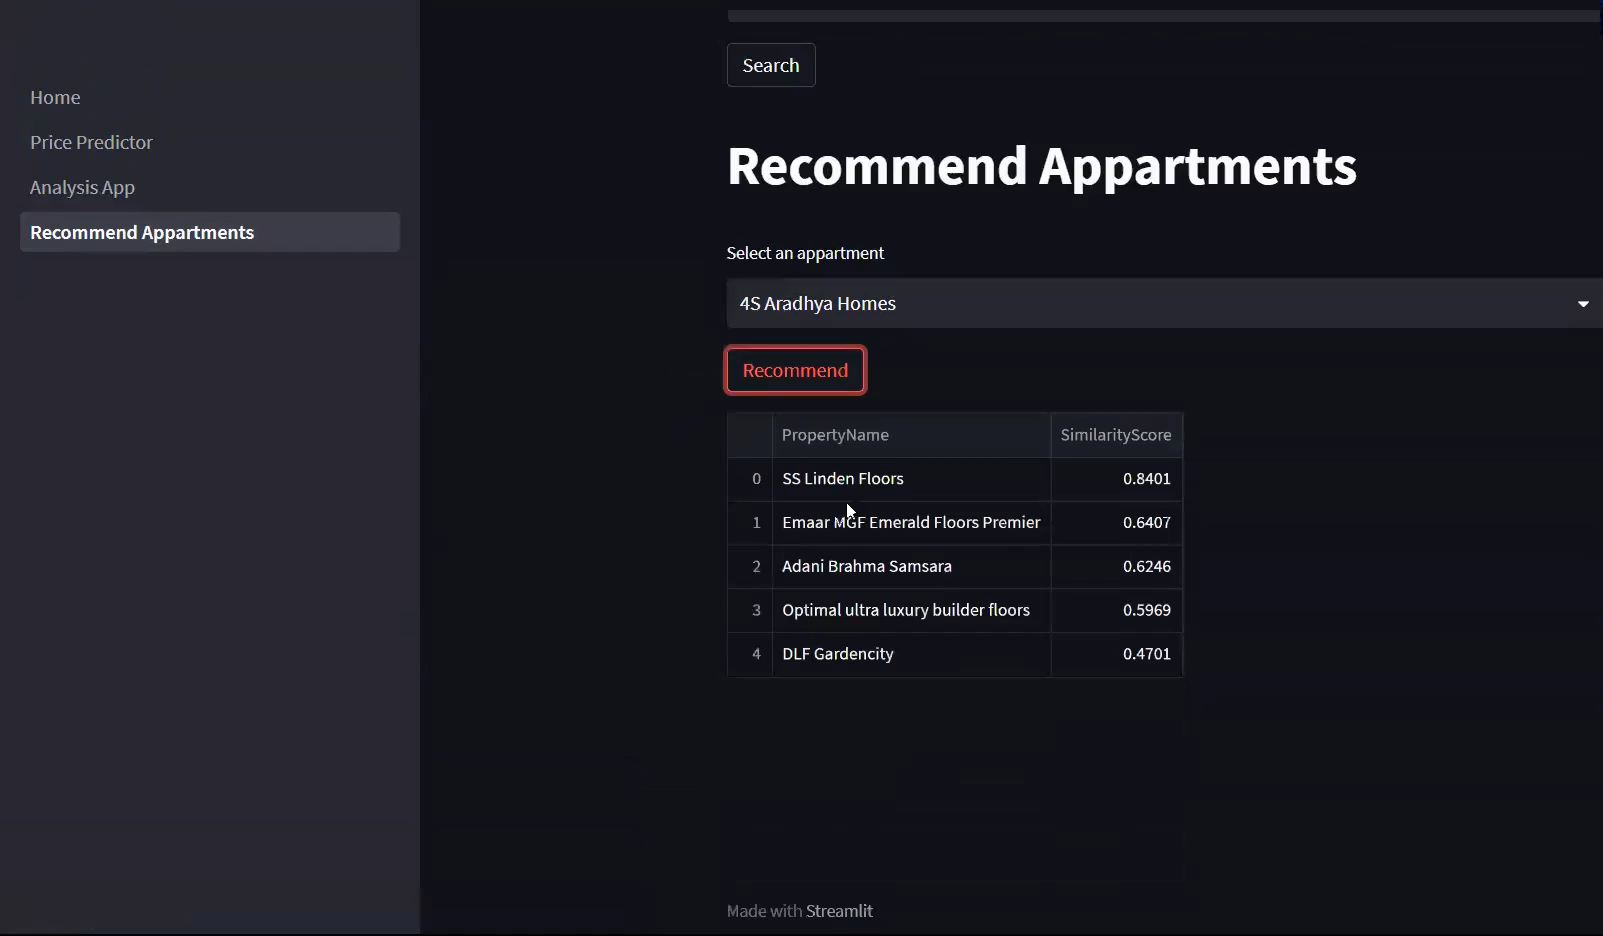 Home
Price Predictor
Analysis App
Recommend Appartments
Search
Recommend Appartments
Select an appartment
4S Aradhya Homes
Recommend
PropertyName SimilarityScore
0 SS Linden Floors 0.8401
1 Emaar MGF Emerald Floors Premier 0.6407
2 Adani Brahma Samsara 0.6246
3 Optimal ultra luxury builder floors 0.5969
4 DLF Gardencity 0.4701
Made with Streamlit